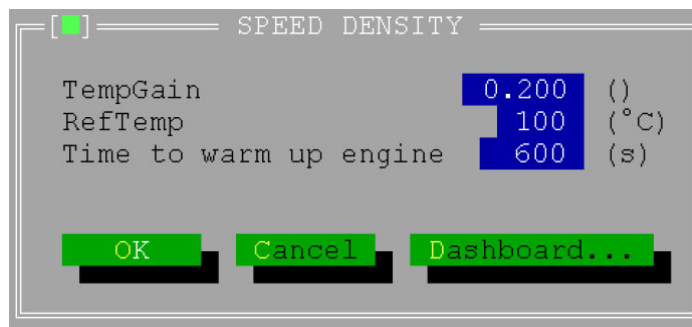 SPEED DENSITY
TempGain 0.200 ()
RefTemp 100 (°C)
Time to warm up engine 600 (s)
OK Cancel Dashboard...